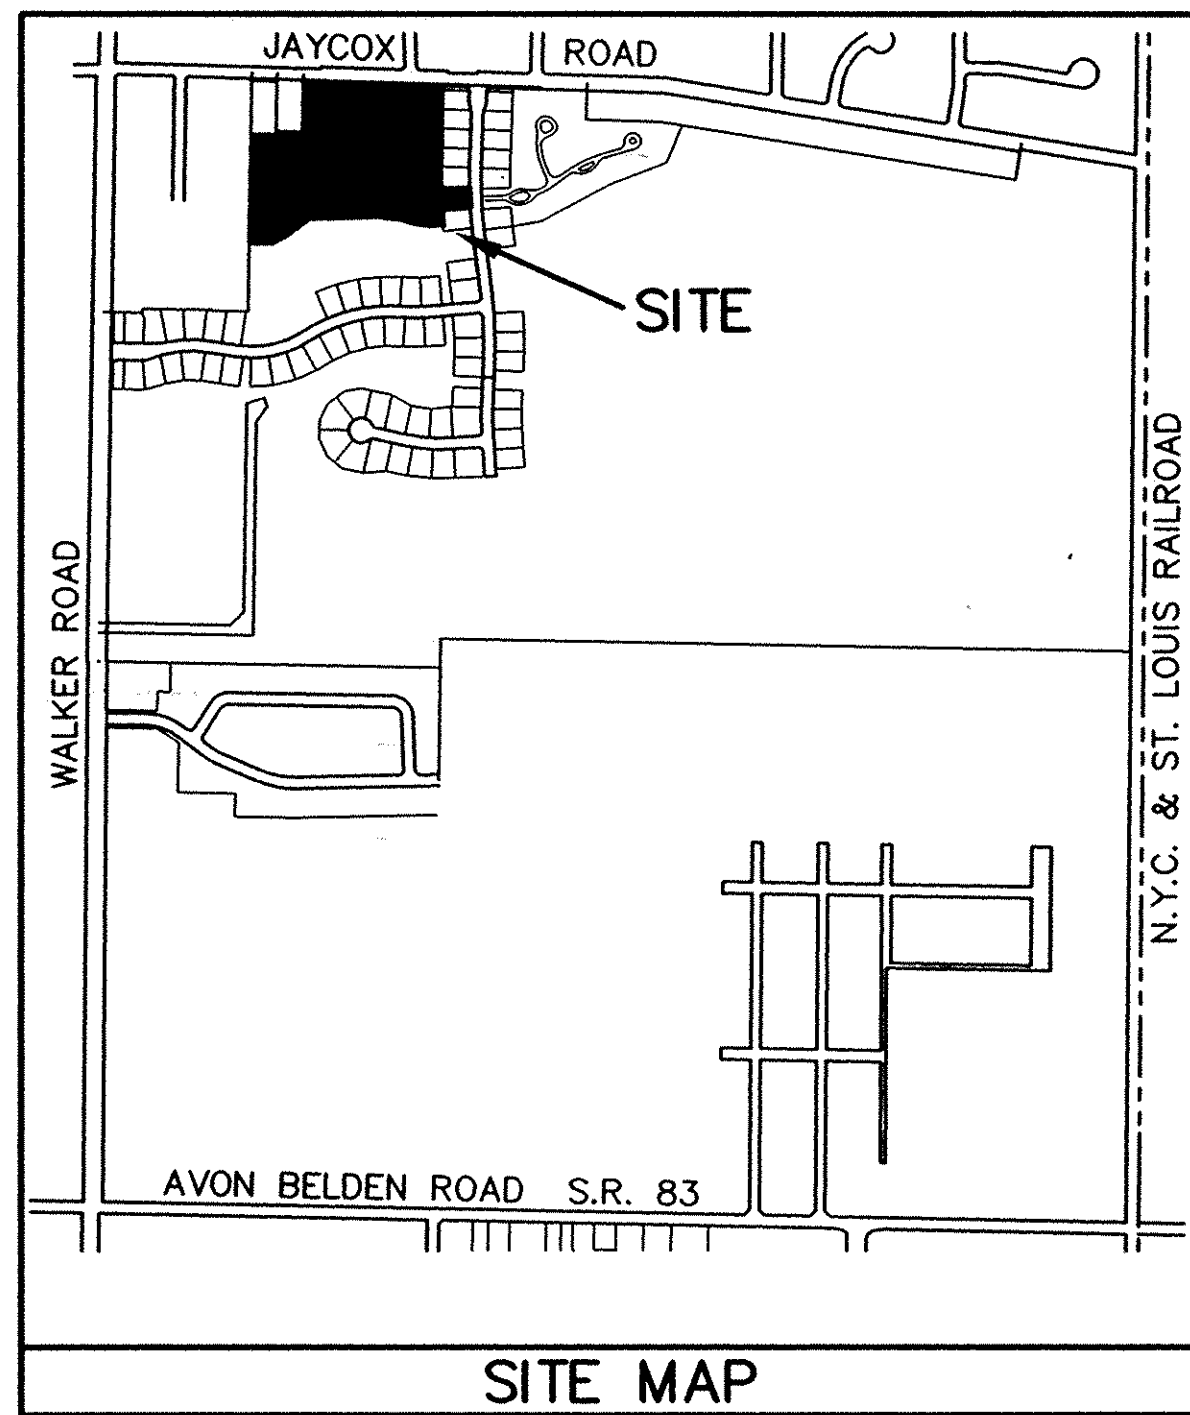 JAYCOX ROAD
SITE
WALKER ROAD
N.Y.C. & ST. LOUIS RAILROAD
AVON BELDEN ROAD S.R. 83
SITE MAP